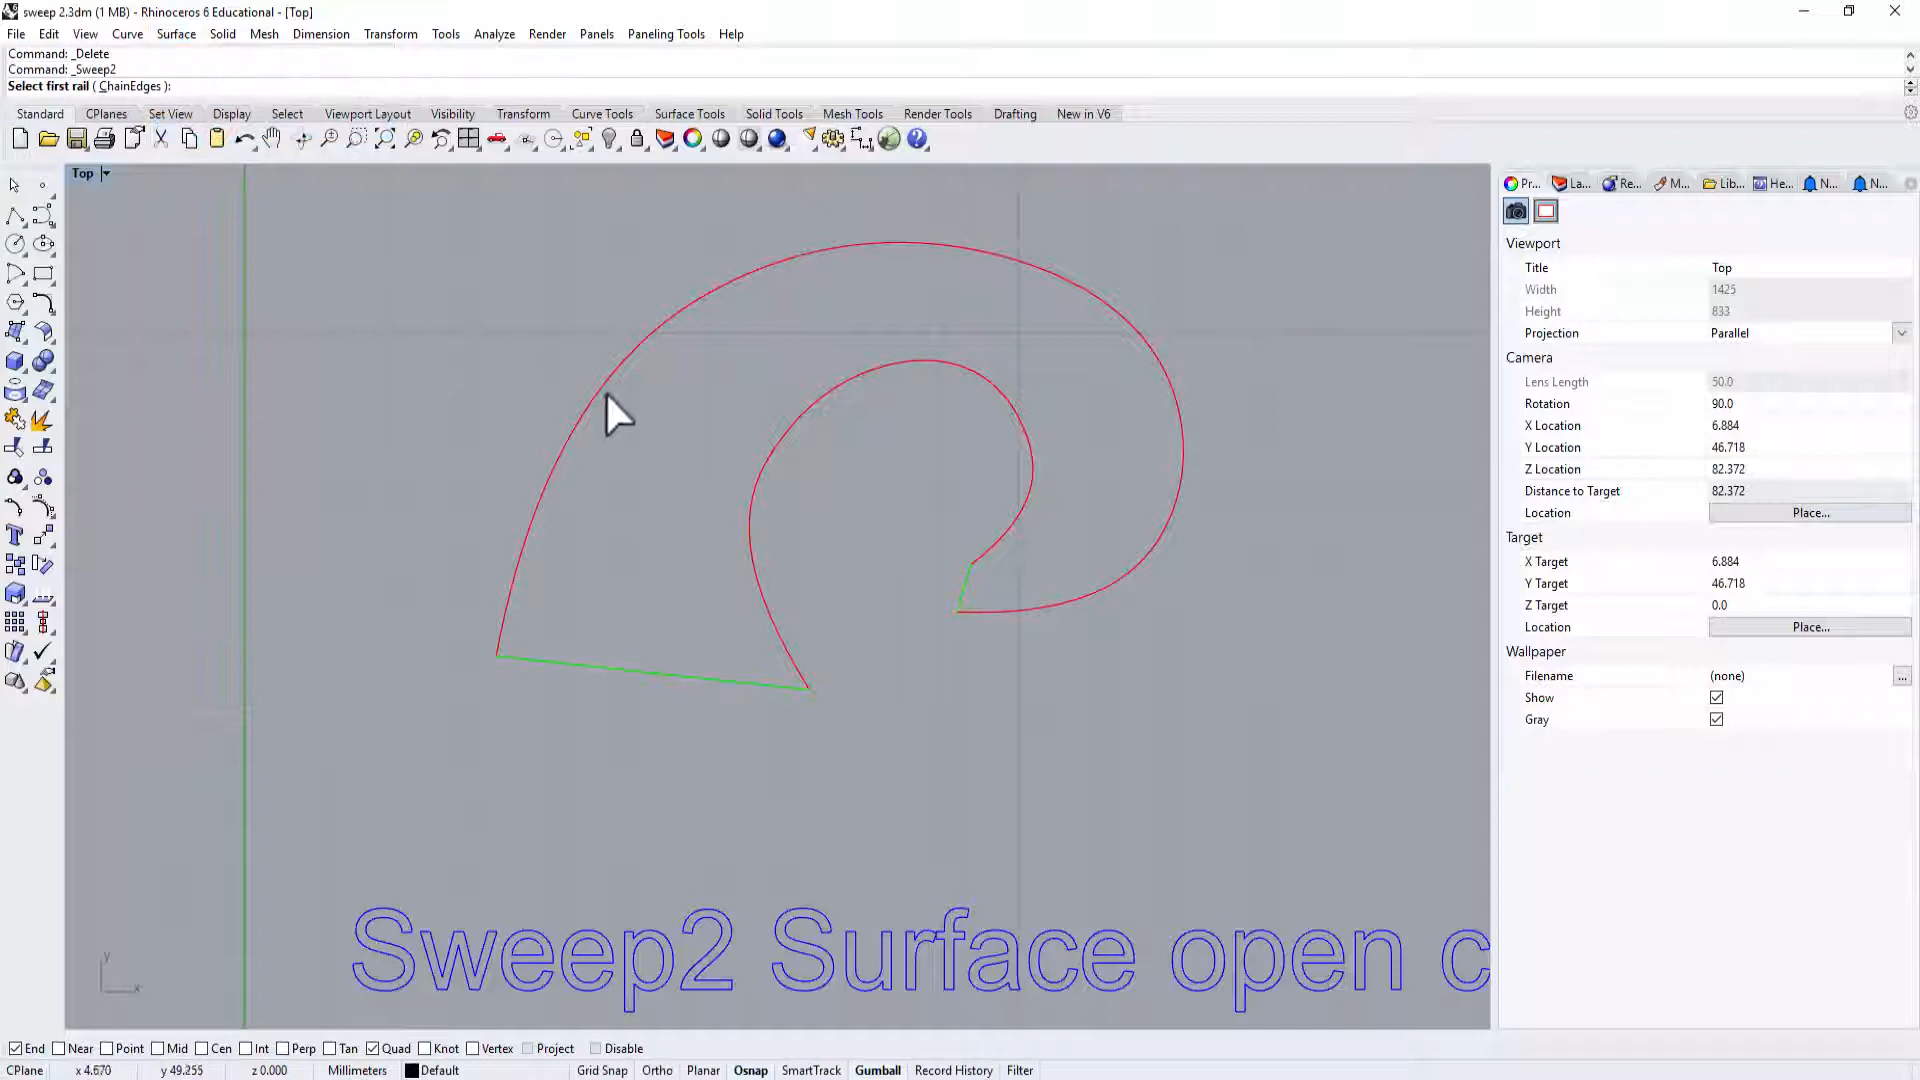 sweep 2.3dm (1 MB) - Rhinoceros 6 Educational - [Top]
File Edit View Curve Surface Solid Mesh Dimension Transform Tools Analyze Render Panels Paneling Tools Help
Command: _Delete
Command: _Sweep2
Select first rail ( ChainEdges ):
Standard CPlanes Set View Display Select Viewport Layout Visibility Transform Curve Tools Surface Tools Solid Tools Mesh Tools Render Tools Drafting New in V6
Top
Pr... La... Re... M... Lib... He... N... N...
Viewport
Title Top
Width 1425
Height 833
Projection Parallel
Camera
Lens Length 50.0
Rotation 90.0
X Location 6.884
Y Location 46.718
Z Location 82.372
Distance to Target 82.372
Location Place...
Target
X Target 6.884
Y Target 46.718
Z Target 0.0
Location Place...
Wallpaper
Filename (none) ...
Show
Gray
Sweep2 Surface open c
y
x
End Near Point Mid Cen Int Perp Tan Quad Knot Vertex Project Disable
CPlane x 4.670 y 49.255 z 0.000 Millimeters Default Grid Snap Ortho Planar Osnap SmartTrack Gumball Record History Filter